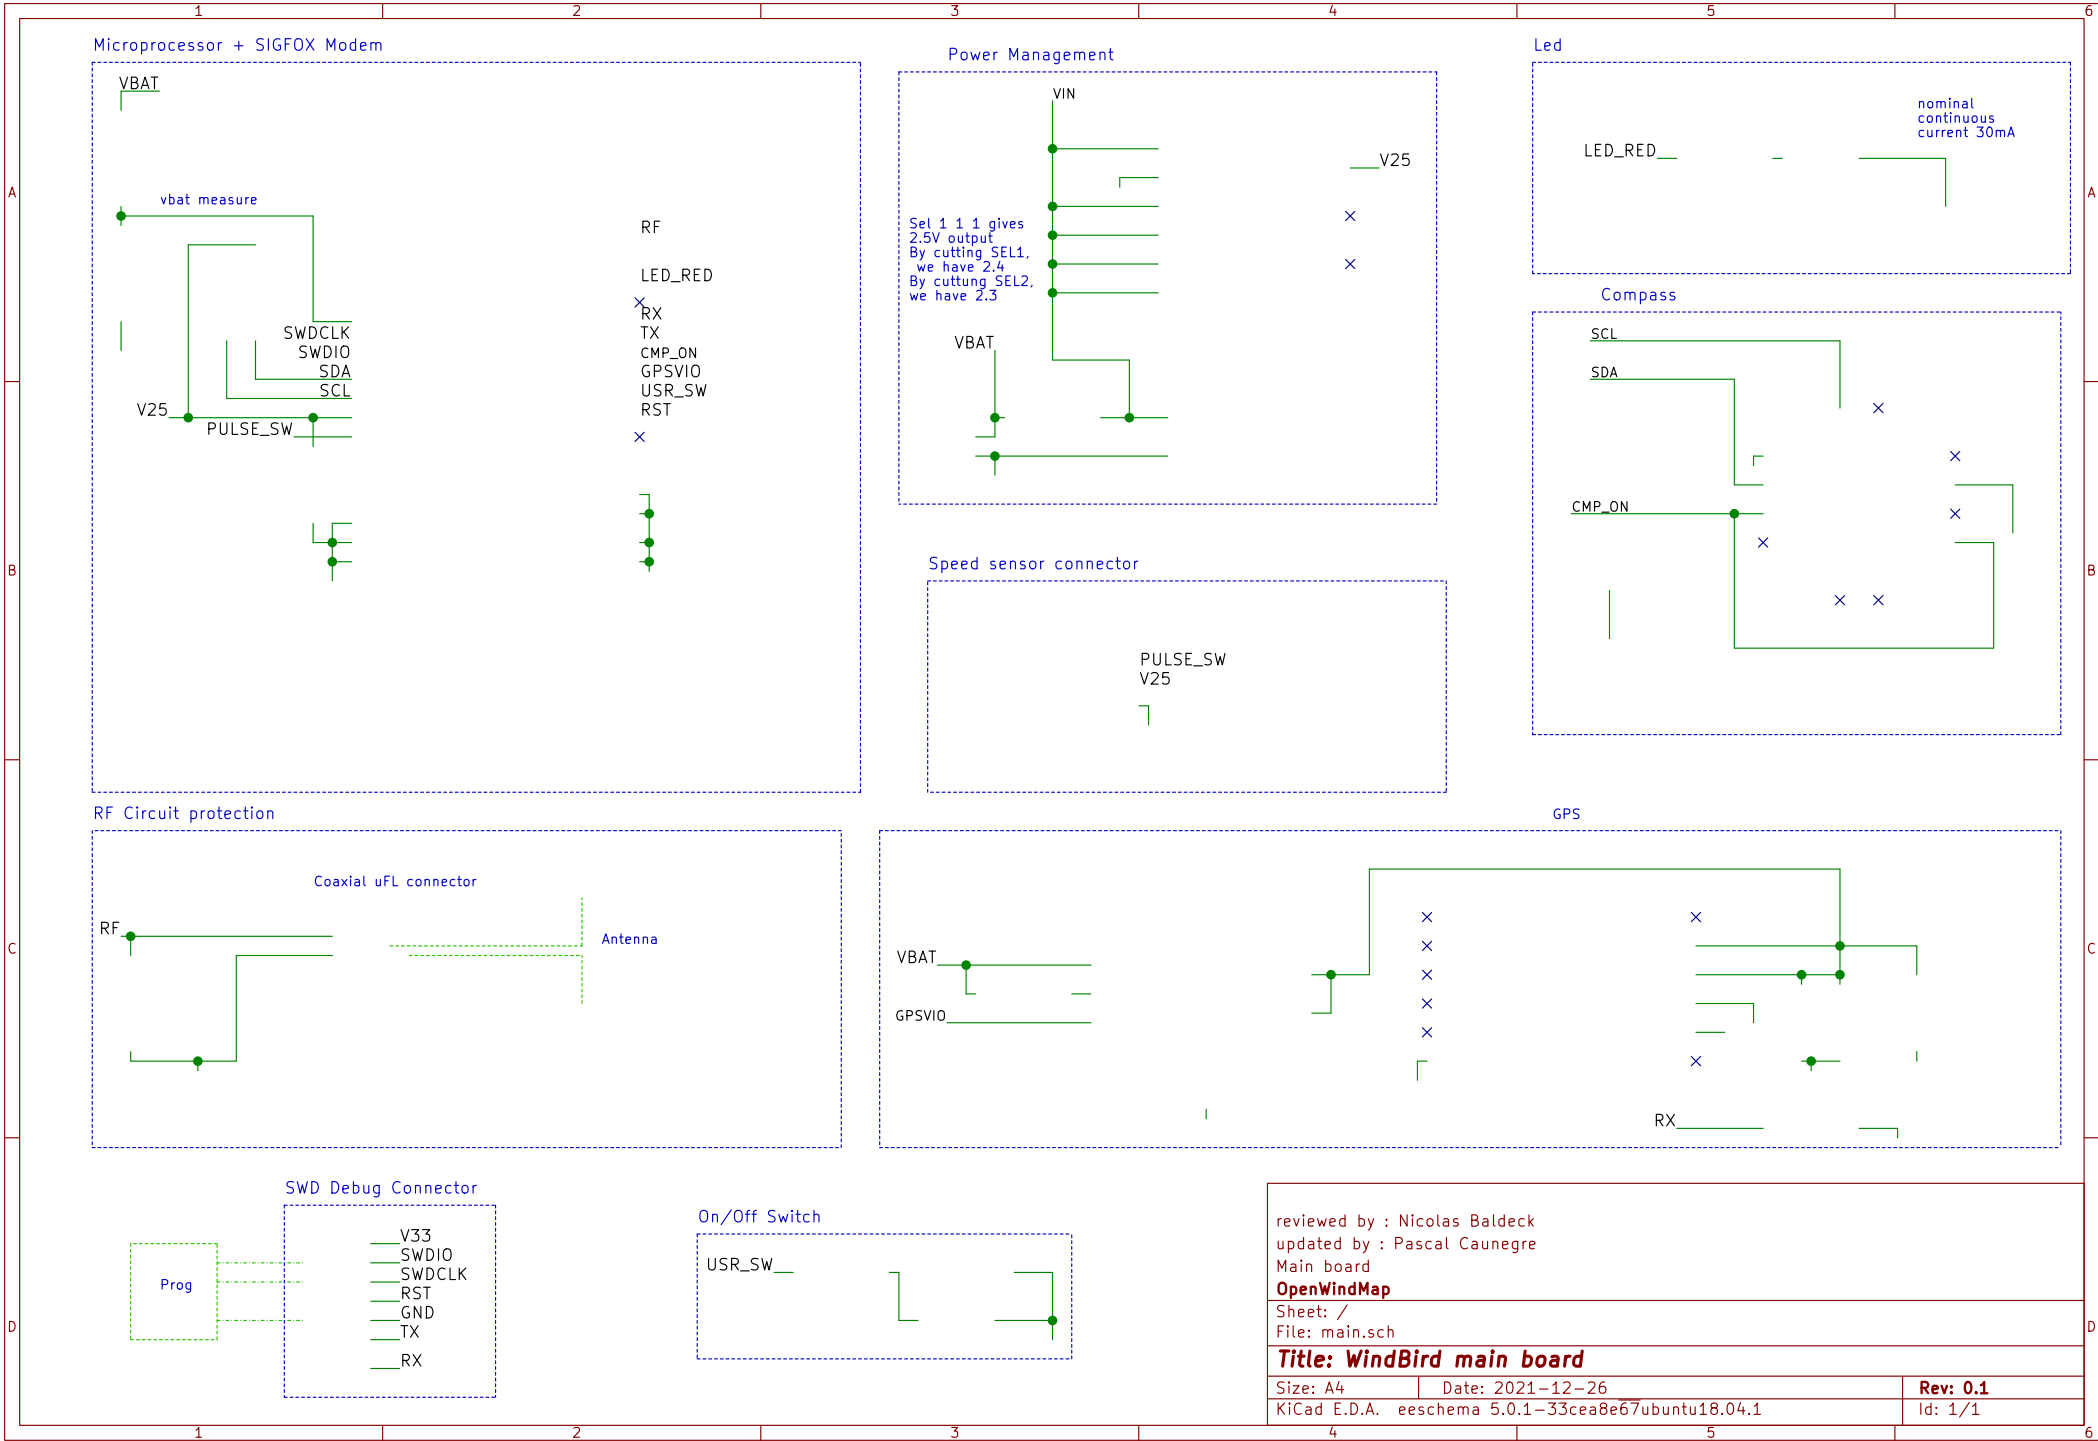 1 2 3 4 5 6
A A
B B
C C
D D
1 2 3 4 5 6
Microprocessor + SIGFOX Modem
VBAT
vbat measure
RF
LED_RED
RX
TX
CMP_ON
GPSVIO
USR_SW
RST
SWDCLK
SWDIO
SDA
SCL
V25
PULSE_SW
Power Management
VIN
V25
Sel 1 1 1 gives
2.5V output
By cutting SEL1,
we have 2.4
By cuttung SEL2,
we have 2.3
VBAT
Led
nominal
continuous
current 30mA
LED_RED
Compass
SCL
SDA
CMP_ON
Speed sensor connector
PULSE_SW
V25
RF Circuit protection
Coaxial uFL connector
RF
Antenna
GPS
VBAT
GPSVIO
RX
SWD Debug Connector
Prog
V33
SWDIO
SWDCLK
RST
GND
TX
RX
On/Off Switch
USR_SW
reviewed by : Nicolas Baldeck
updated by : Pascal Caunegre
Main board
OpenWindMap
Sheet: /
File: main.sch
Title: WindBird main board
Size: A4 Date: 2021-12-26 Rev: 0.1
KiCad E.D.A. eeschema 5.0.1-33cea8e67ubuntu18.04.1 Id: 1/1